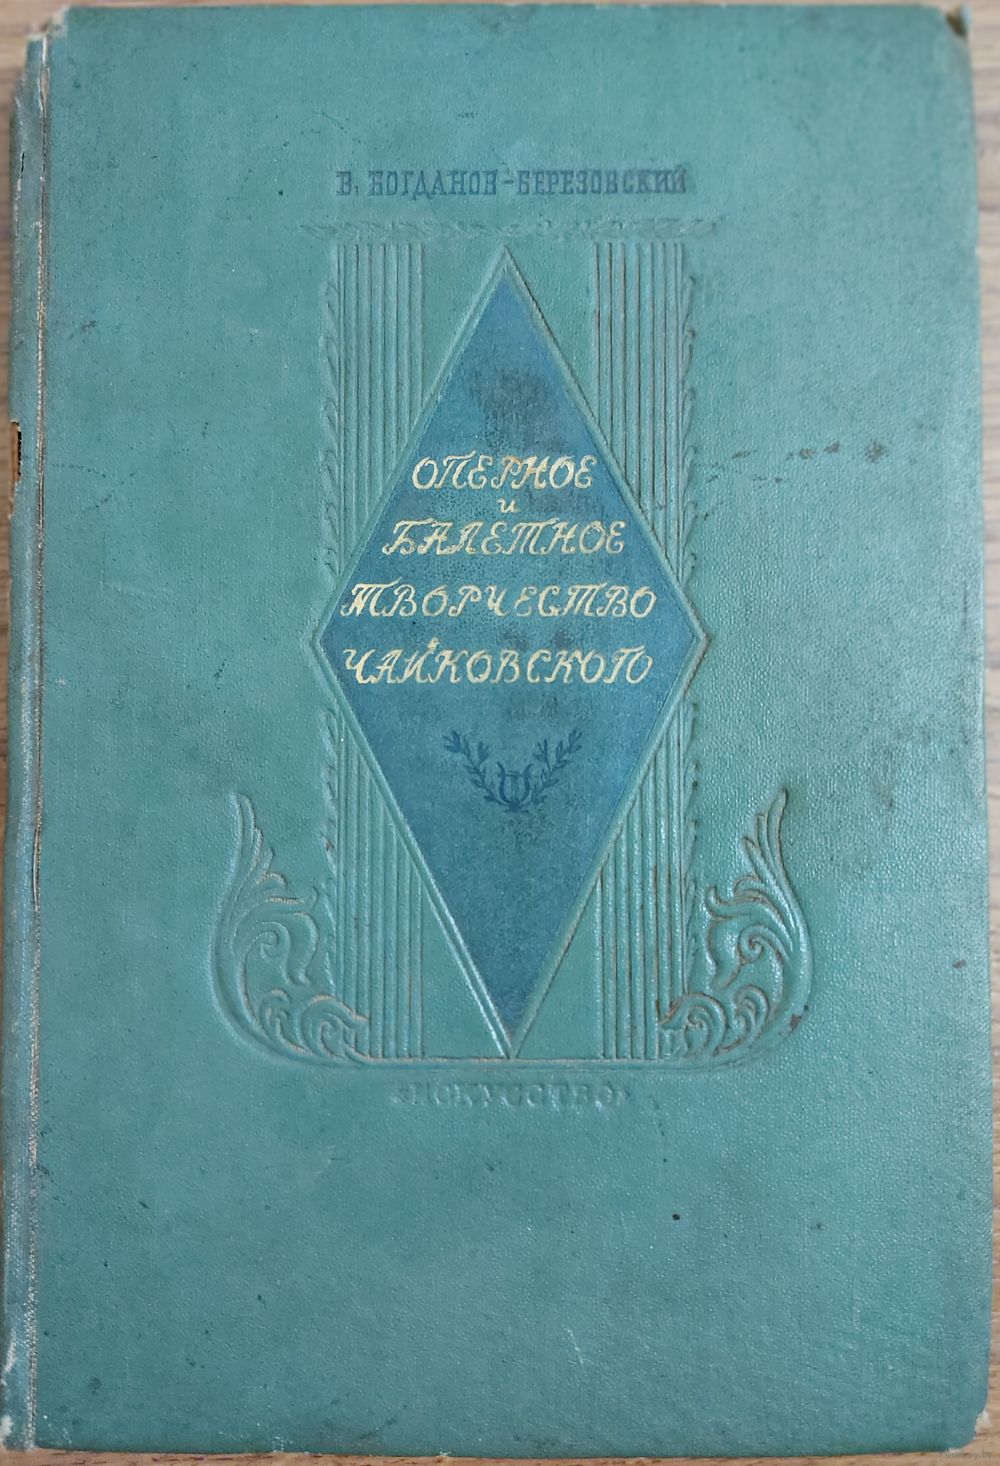 В. БОГДАНОВ-БЕРЕЗОВСКИЙ
ОПЕРНОЕ
и
БАЛЕТНОЕ
ТВОРЧЕСТВО
ЧАЙКОВСКОГО
«ИСКУССТВО»